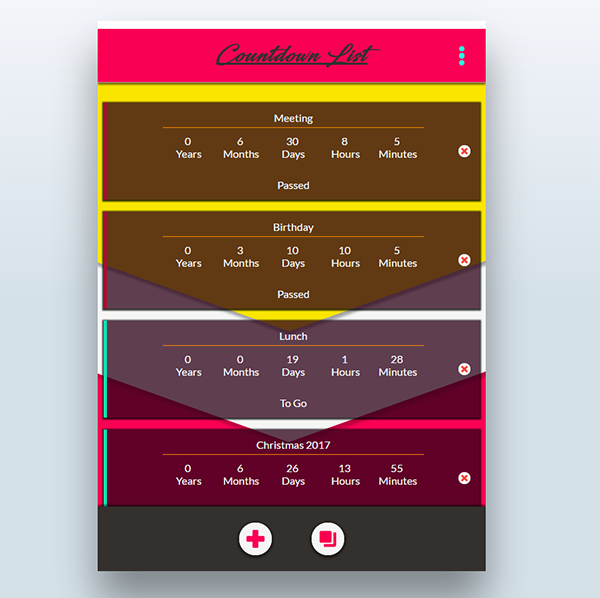 Countdown List
Meeting
0 6 30 8 5
Years Months Days Hours Minutes
Passed
Birthday
0 3 10 10 5
Years Months Days Hours Minutes
Passed
Lunch
0 0 19 1 28
Years Months Days Hours Minutes
To Go
Christmas 2017
0 6 26 13 55
Years Months Days Hours Minutes